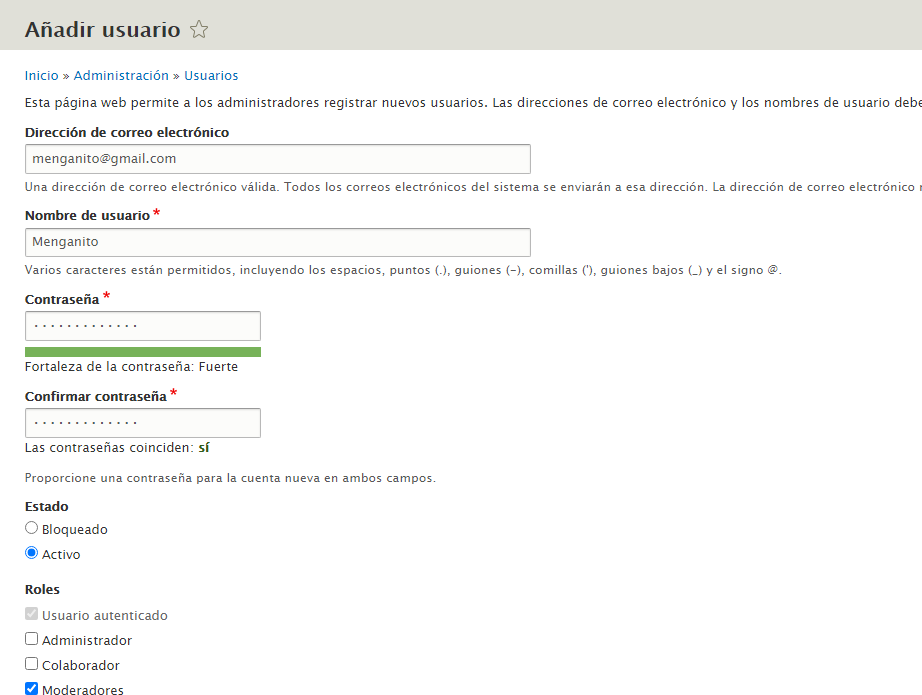 Añadir usuario
Inicio » Administración » Usuarios
Esta página web permite a los administradores registrar nuevos usuarios. Las direcciones de correo electrónico y los nombres de usuario debe
Dirección de correo electrónico
menganito@gmail.com
Una dirección de correo electrónico válida. Todos los correos electrónicos del sistema se enviarán a esa dirección. La dirección de correo electrónico
Nombre de usuario *
Menganito
Varios caracteres están permitidos, incluyendo los espacios, puntos (.), guiones (-), comillas ('), guiones bajos (_) y el signo @.
Contraseña *
·············
Fortaleza de la contraseña: Fuerte
Confirmar contraseña *
·············
Las contraseñas coinciden: sí
Proporcione una contraseña para la cuenta nueva en ambos campos.
Estado
Bloqueado
Activo
Roles
Usuario autenticado
Administrador
Colaborador
Moderadores